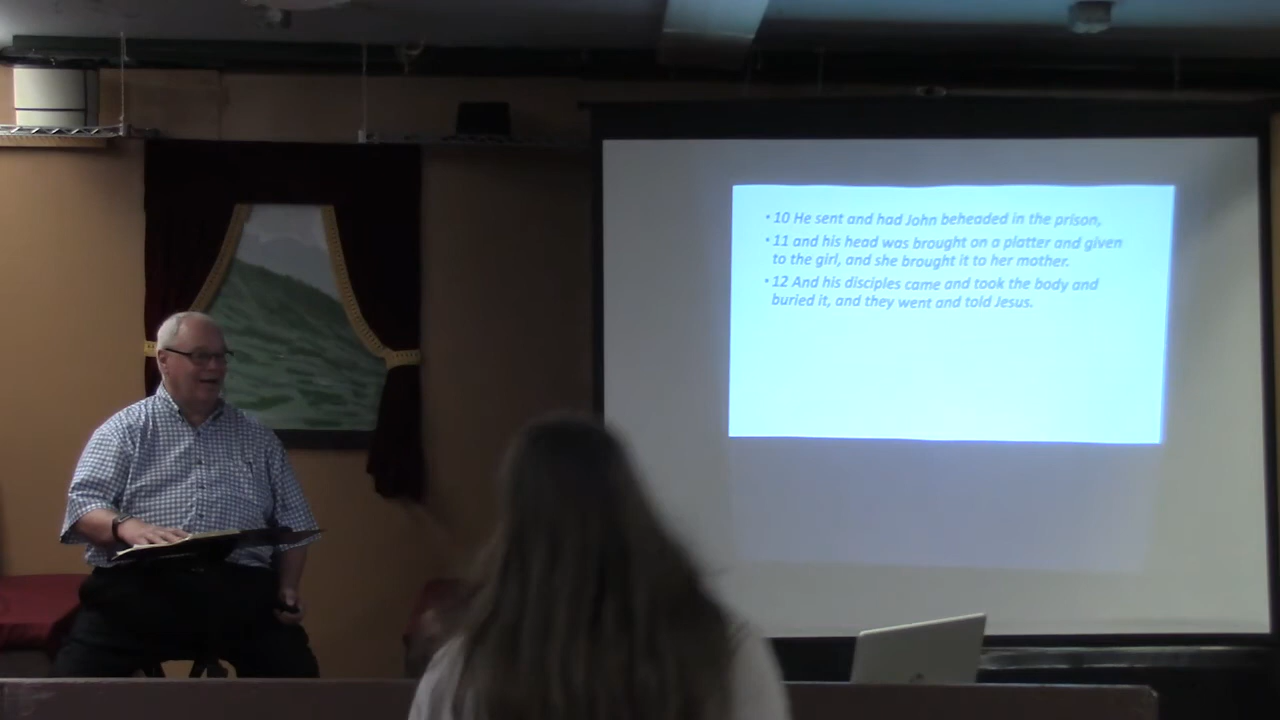 • 10 He sent and had John beheaded in the prison,
• 11 and his head was brought on a platter and given
to the girl, and she brought it to her mother.
• 12 And his disciples came and took the body and
buried it, and they went and told Jesus.